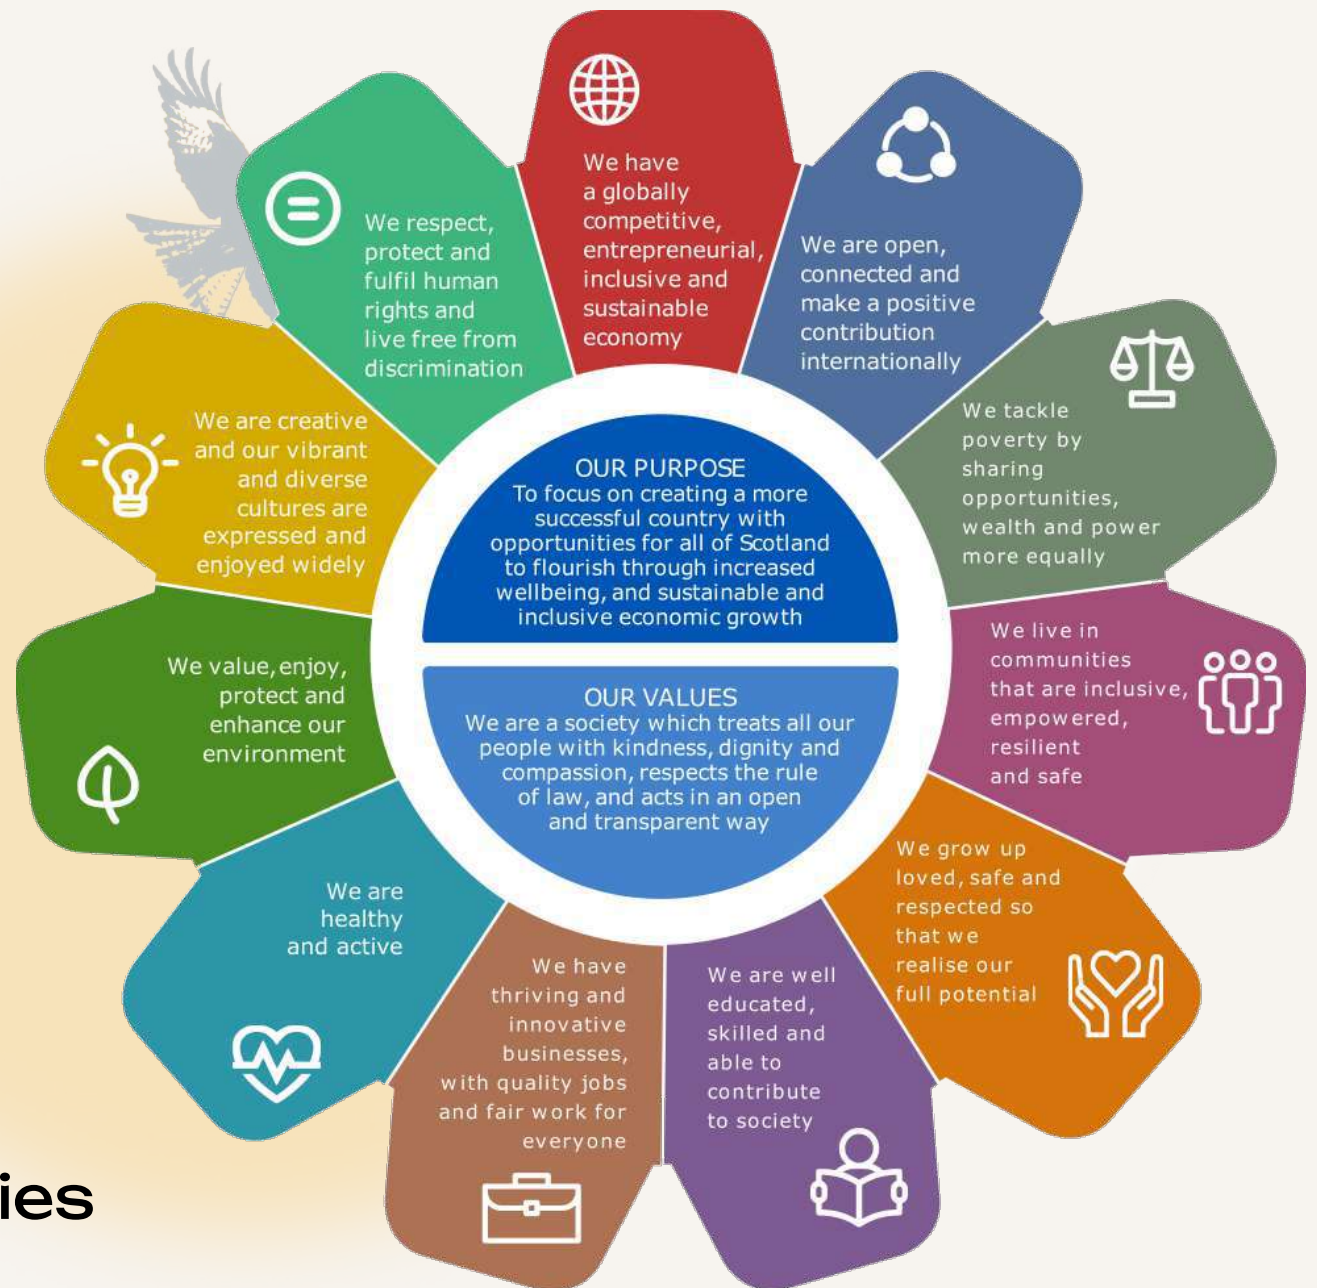 We have
a globally
competitive,
entrepreneurial,
inclusive and
sustainable
economy
We are open,
connected and
make a positive
contribution
internationally
We tackle
poverty by
sharing
opportunities,
wealth and power
more equally
We live in
communities
that are inclusive,
empowered,
resilient
and safe
We grow up
loved, safe and
respected so
that we
realise our
full potential
We are well
educated,
skilled and
able to
contribute
to society
We have
thriving and
innovative
businesses,
with quality jobs
and fair work for
everyone
We are
healthy
and active
We value, enjoy,
protect and
enhance our
environment
We are creative
and our vibrant
and diverse
cultures are
expressed and
enjoyed widely
We respect,
protect and
fulfil human
rights and
live free from
discrimination
OUR PURPOSE
To focus on creating a more
successful country with
opportunities for all of Scotland
to flourish through increased
wellbeing, and sustainable and
inclusive economic growth
OUR VALUES
We are a society which treats all our
people with kindness, dignity and
compassion, respects the rule
of law, and acts in an open
and transparent way
ies